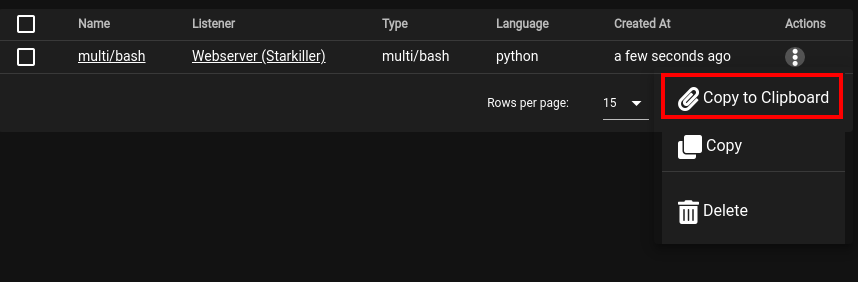 Name Listener Type Language Created At Actions
multi/bash Webserver (Starkiller) multi/bash python a few seconds ago
Copy to Clipboard
Rows per page: 15
Copy
Delete